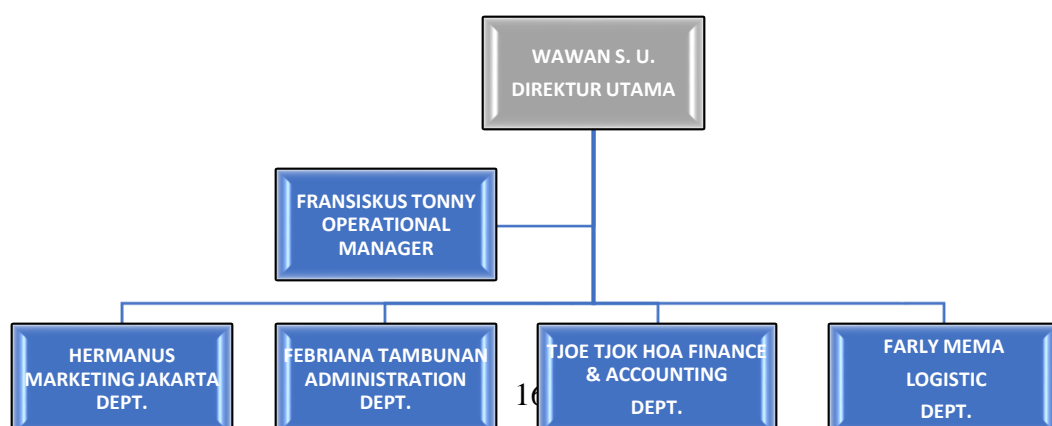 WAWAN S. U.
DIREKTUR UTAMA
FRANSISKUS TONNY
OPERATIONAL
MANAGER
HERMANUS
MARKETING JAKARTA
DEPT.
FEBRIANA TAMBUNAN
ADMINISTRATION
DEPT.
TJOE TJOK HOA FINANCE
& ACCOUNTING
DEPT.
FARLY MEMA
LOGISTIC
DEPT.